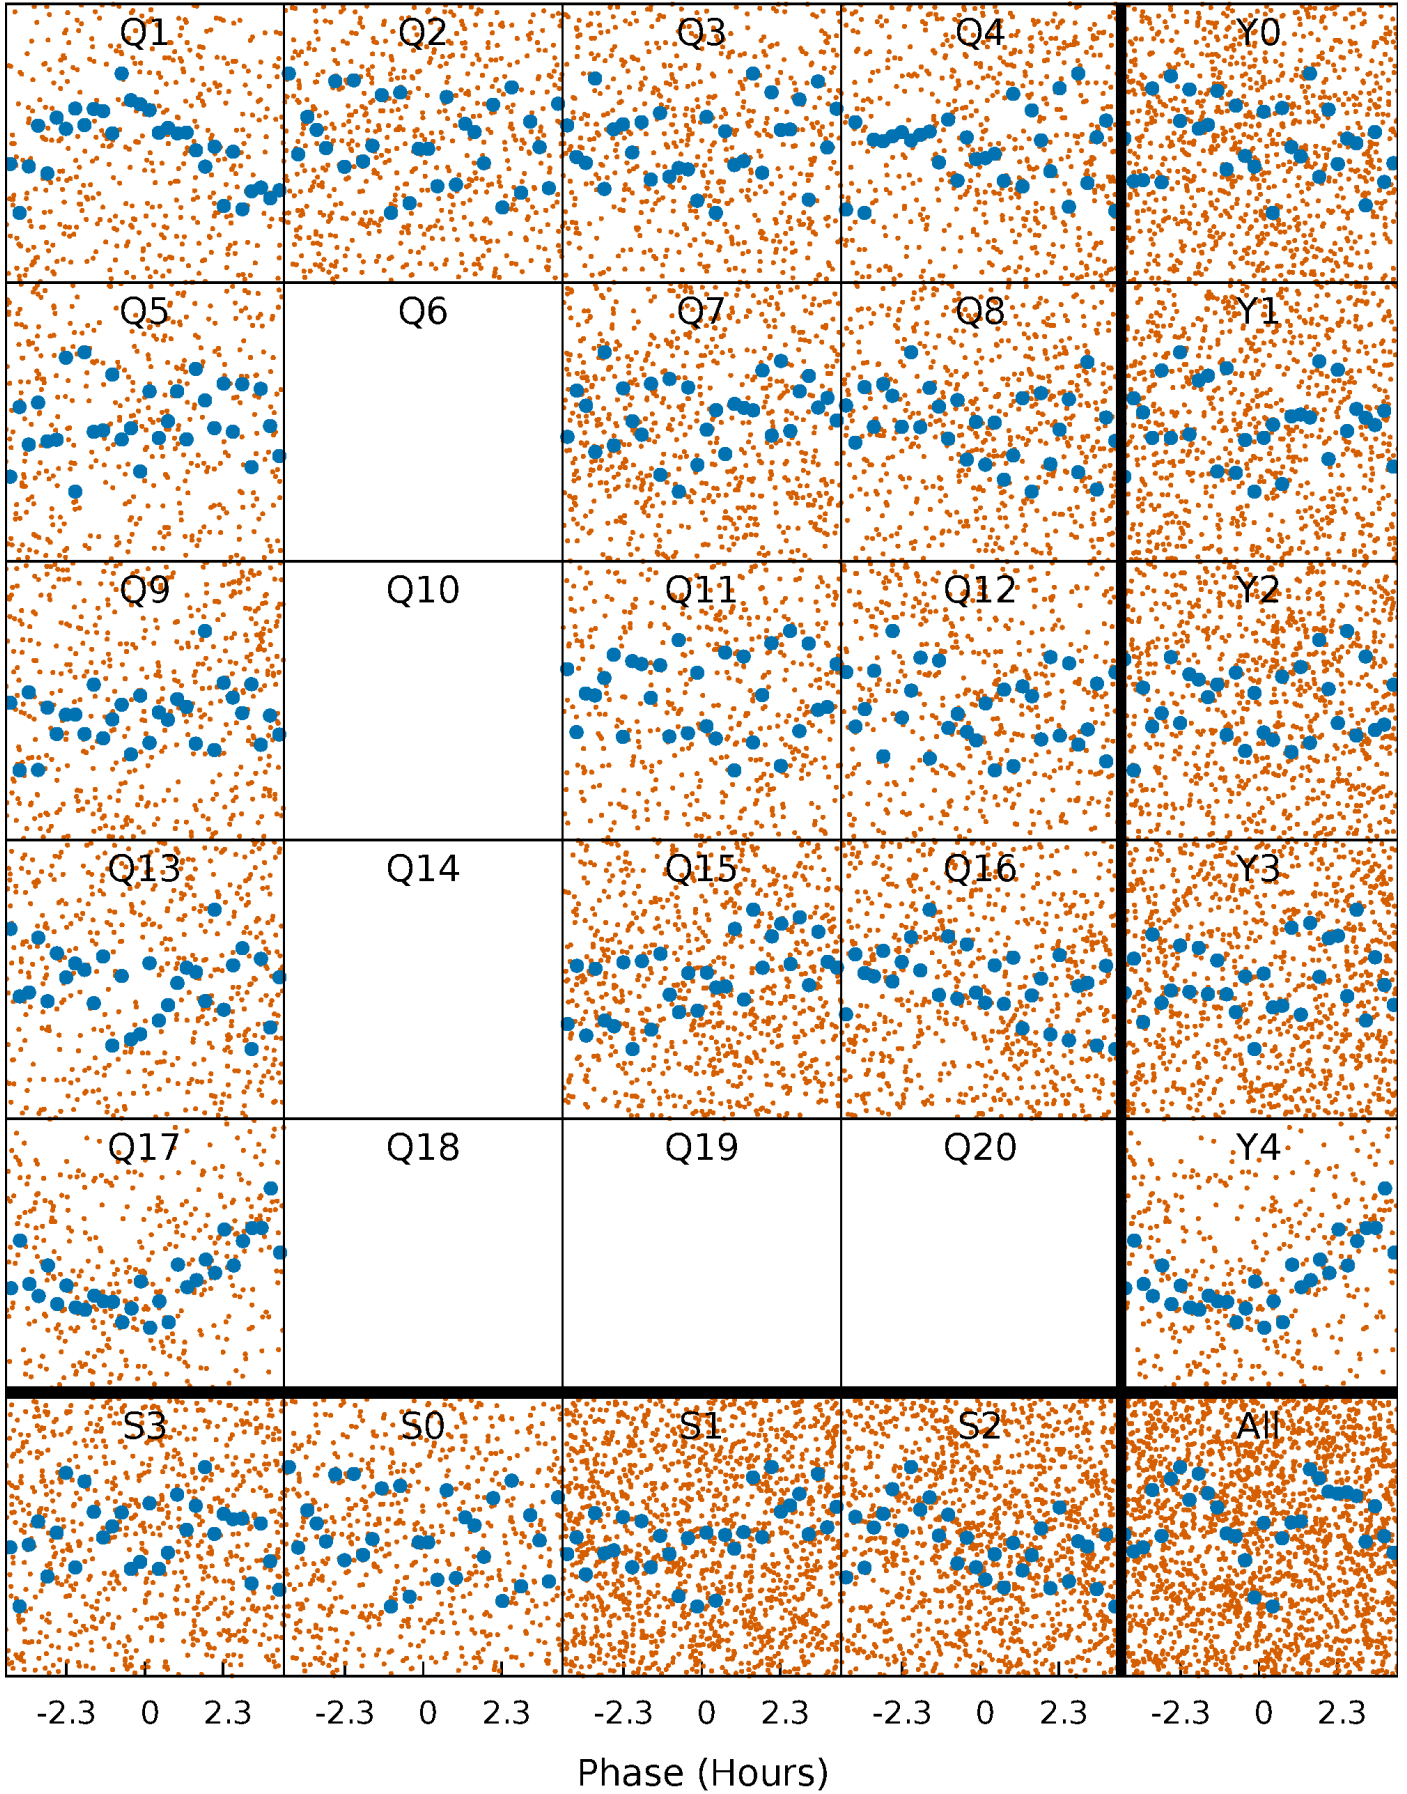 Q1 Q2 Q3 Q4 Y0
Q5 Q6 Q7 Q8 Y1
Q9 Q10 Q11 Q12 Y2
Q13 Q14 Q15 Q16 Y3
Q17 Q18 Q19 Q20 Y4
S3 S0 S1 S2 All
-2.3 0 2.3 -2.3 0 2.3 -2.3 0 2.3 -2.3 0 2.3 -2.3 0 2.3
Phase (Hours)